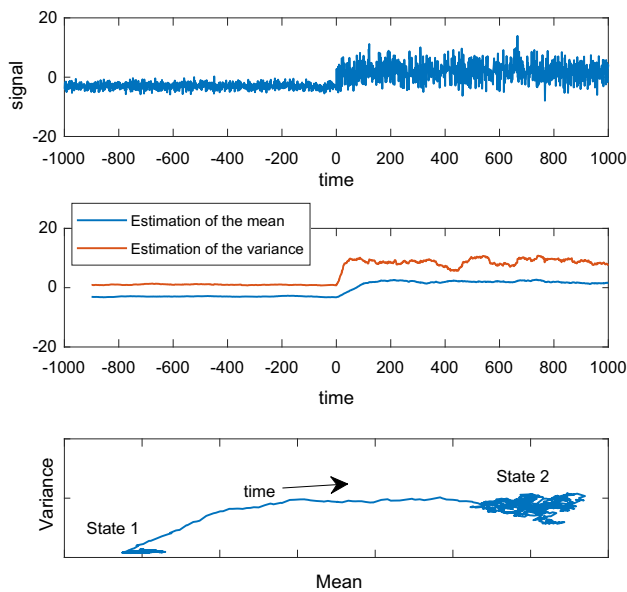 20
0
-20
signal
-1000 -800 -600 -400 -200 0 200 400 600 800 1000
time
Estimation of the mean
Estimation of the variance
20
0
-20
-1000 -800 -600 -400 -200 0 200 400 600 800 1000
time
Variance
State 1
time
State 2
Mean